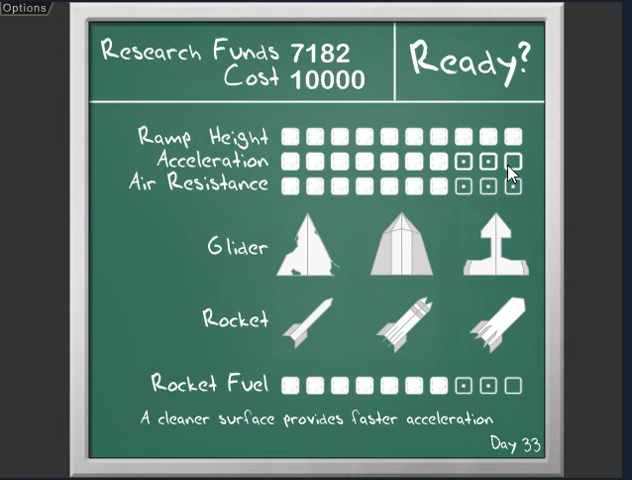 Options
Research Funds 7182
Cost 10000
Ready?
Ramp Height
Acceleration
Air Resistance
Glider
Rocket
Rocket Fuel
A cleaner surface provides faster acceleration
Day 33